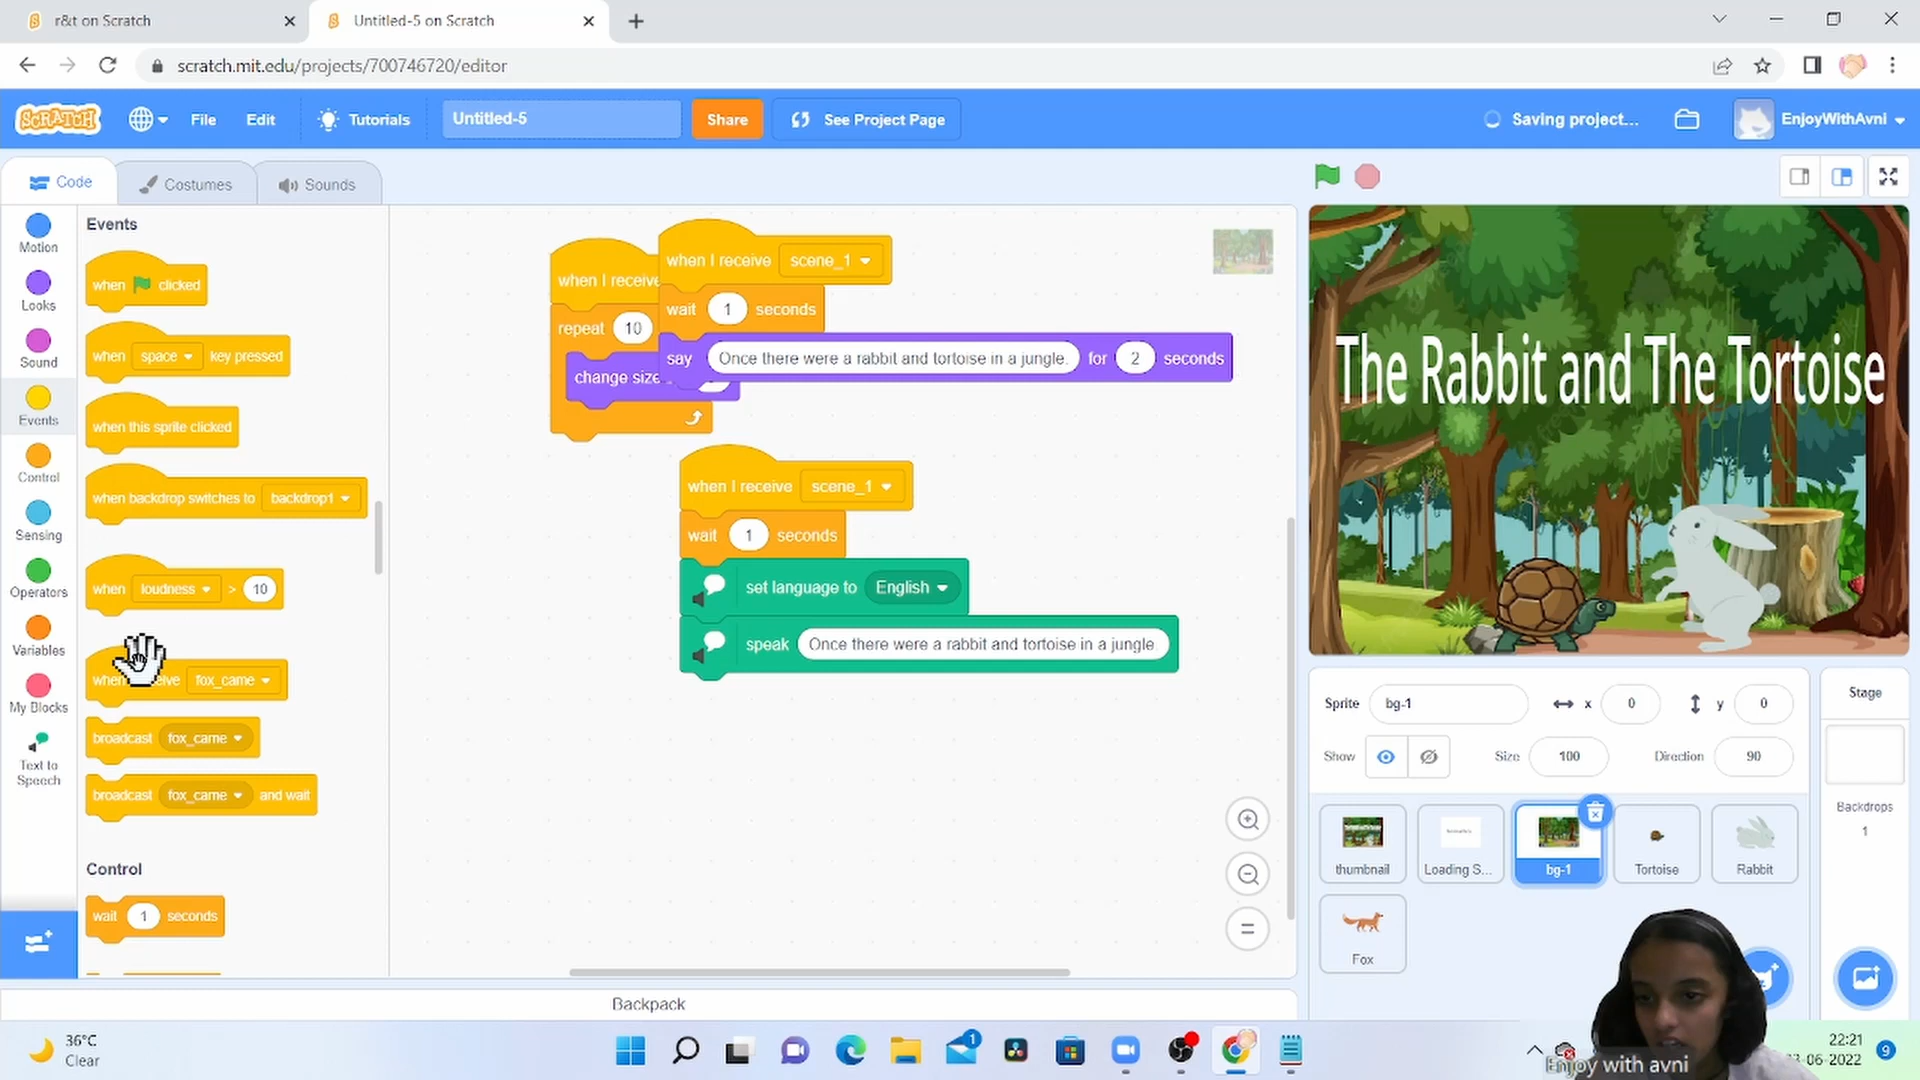 r&t on Scratch
Untitled-5 on Scratch
scratch.mit.edu/projects/700746720/editor
SCRATCH
File
Edit
Tutorials
Untitled-5
Share
See Project Page
Saving project...
EnjoyWithAvni
Code
Costumes
Sounds
Motion
Looks
Sound
Events
Control
Sensing
Operators
Variables
My Blocks
Text to
Speech
Events
when clicked
when space key pressed
when this sprite clicked
when backdrop switches to backdrop1
when loudness > 10
when fox_came
broadcast fox_came
broadcast fox_came and wait
Control
wait 1 seconds
when I receive
repeat 10
change size
when I receive scene_1
wait 1 seconds
say Once there were a rabbit and tortoise in a jungle. for 2 seconds
when I receive scene_1
wait 1 seconds
set language to English
speak Once there were a rabbit and tortoise in a jungle.
Backpack
The Rabbit and The Tortoise
Sprite bg-1 x 0 y 0
Show Size 100 Direction 90
thumbnail
Loading S...
bg-1
Tortoise
Rabbit
Fox
Stage
Backdrops
1
36°C
Clear
1
22:21
3-06-2022
9
Enjoy with avni